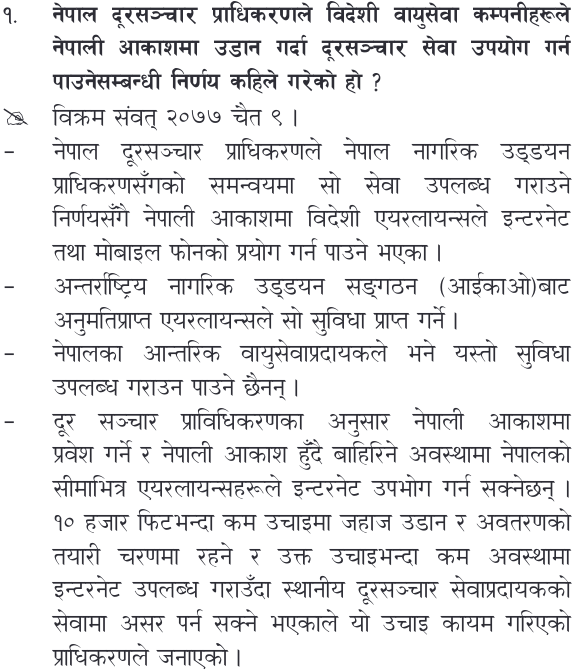 १. नेपाल दूरसञ्चार प्राधिकरणले विदेशी वायुसेवा कम्पनीहरूले
नेपाली आकाशमा उडान गर्दा दूरसञ्चार सेवा उपयोग गर्न
पाउनेसम्बन्धी निर्णय कहिले गरेको हो ?
विक्रम संवत् २०७७ चैत ९ ।
– नेपाल दूरसञ्चार प्राधिकरणले नेपाल नागरिक उड्डयन
प्राधिकरणसँगको समन्वयमा सो सेवा उपलब्ध गराउने
निर्णयसँगै नेपाली आकाशमा विदेशी एयरलायन्सले इन्टरनेट
तथा मोबाइल फोनको प्रयोग गर्न पाउने भएका ।
– अन्तर्राष्ट्रिय नागरिक उड्डयन सङ्गठन (आईकाओ)बाट
अनुमतिप्राप्त एयरलायन्सले सो सुविधा प्राप्त गर्ने ।
– नेपालका आन्तरिक वायुसेवाप्रदायकले भने यस्तो सुविधा
उपलब्ध गराउन पाउने छैनन् ।
– दूर सञ्चार प्राविधिकरणका अनुसार नेपाली आकाशमा
प्रवेश गर्ने र नेपाली आकाश हुँदै बाहिरिने अवस्थामा नेपालको
सीमाभित्र एयरलायन्सहरूले इन्टरनेट उपभोग गर्न सक्नेछन् ।
१० हजार फिटभन्दा कम उचाइमा जहाज उडान र अवतरणको
तयारी चरणमा रहने र उक्त उचाइभन्दा कम अवस्थामा
इन्टरनेट उपलब्ध गराउँदा स्थानीय दूरसञ्चार सेवाप्रदायकको
सेवामा असर पर्न सक्ने भएकाले यो उचाइ कायम गरिएको
प्राधिकरणले जनाएको ।